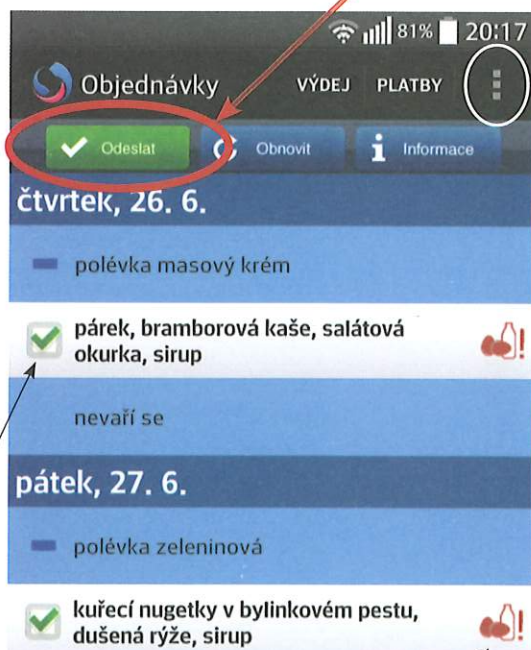 81% 20:17
Objednávky VÝDEJ PLATBY
Odeslat Obnovit Informace
čtvrtek, 26. 6.
polévka masový krém
párek, bramborová kaše, salátová
okurka, sirup
nevaří se
pátek, 27. 6.
polévka zeleninová
kuřecí nugetky v bylinkovém pestu,
dušená rýže, sirup